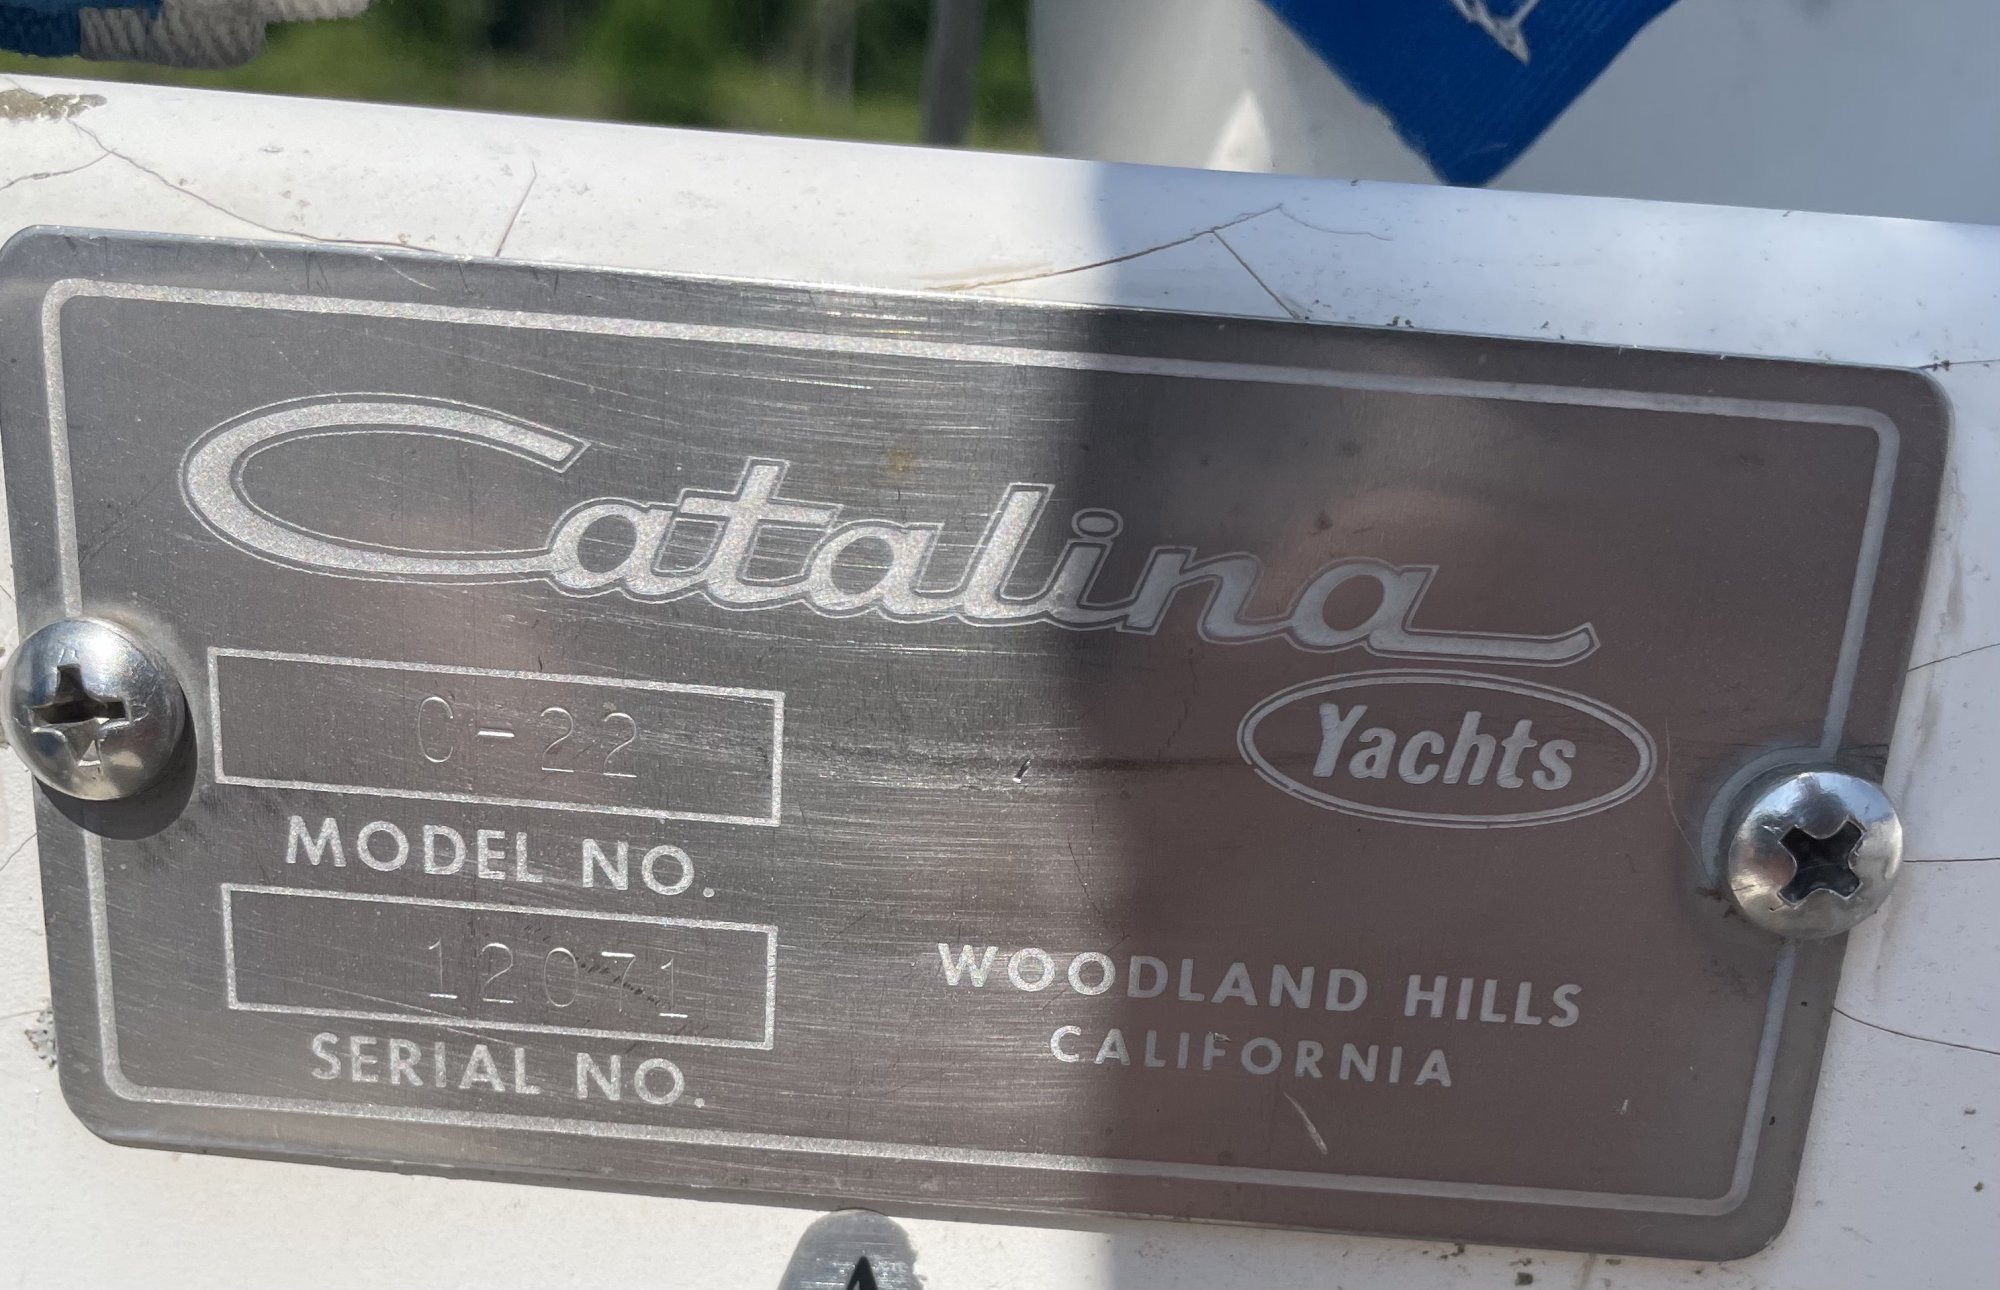 Catalina
Yachts
C-22
MODEL NO.
12071
SERIAL NO.
WOODLAND HILLS
CALIFORNIA